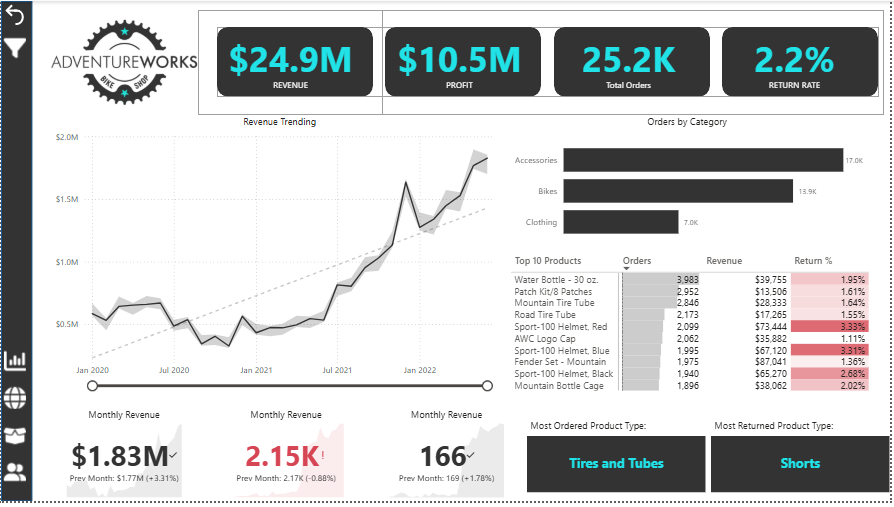 ADVENTUREWORKS
BIKE SHOP
$24.9M
REVENUE
$10.5M
PROFIT
25.2K
Total Orders
2.2%
RETURN RATE
Revenue Trending
$2.0M
$1.5M
$1.0M
$0.5M
Jan 2020 Jul 2020 Jan 2021 Jul 2021 Jan 2022
Orders by Category
Accessories 17.0K
Bikes 13.9K
Clothing 7.0K
Top 10 Products Orders Revenue Return %
Water Bottle - 30 oz. 3,983 $39,755 1.95%
Patch Kit/8 Patches 2,952 $13,506 1.61%
Mountain Tire Tube 2,846 $28,333 1.64%
Road Tire Tube 2,173 $17,265 1.55%
Sport-100 Helmet, Red 2,099 $73,444 3.33%
AWC Logo Cap 2,062 $35,882 1.11%
Sport-100 Helmet, Blue 1,995 $67,120 3.31%
Fender Set - Mountain 1,975 $87,041 1.36%
Sport-100 Helmet, Black 1,940 $65,270 2.68%
Mountain Bottle Cage 1,896 $38,062 2.02%
Monthly Revenue
$1.83M
Prev Month: $1.77M (+3.31%)
Monthly Revenue
2.15K!
Prev Month: 2.17K (-0.88%)
Monthly Revenue
166
Prev Month: 169 (+1.78%)
Most Ordered Product Type:
Tires and Tubes
Most Returned Product Type:
Shorts